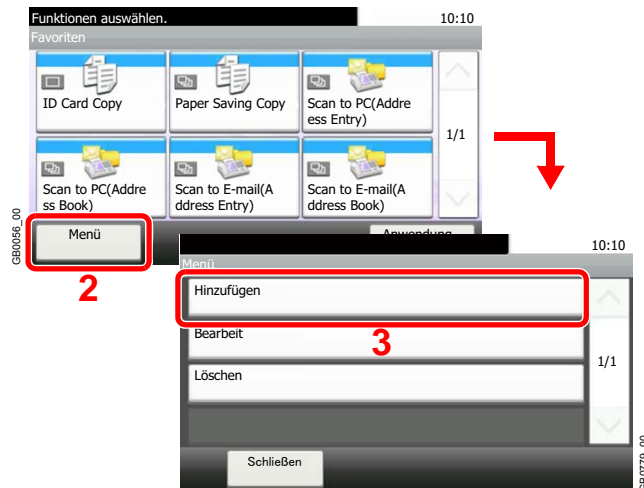 Funktionen auswählen.
10:10
Favoriten
ID Card Copy
Paper Saving Copy
Scan to PC(Addre
ess Entry)
1/1
Scan to PC(Addre
ss Book)
Scan to E-mail(A
ddress Entry)
Scan to E-mail(A
ddress Book)
Menü
Anwendung
GB0056_00
2
10:10
Menü
Hinzufügen
Bearbeit
3
1/1
Löschen
Schließen
GB0779_00